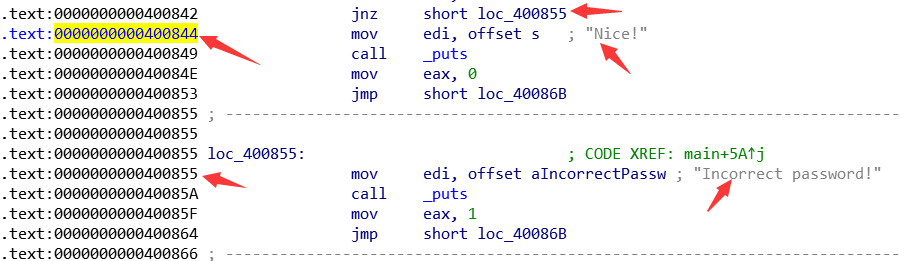 .text:0000000000400842 jnz short loc_400855
.text:0000000000400844 mov edi, offset s ; "Nice!"
.text:0000000000400849 call _puts
.text:000000000040084E mov eax, 0
.text:0000000000400853 jmp short loc_40086B
.text:0000000000400855 ; ---------------------------------------------------------------------------
.text:0000000000400855
.text:0000000000400855 loc_400855: ; CODE XREF: main+5A↑j
.text:0000000000400855 mov edi, offset aIncorrectPassw ; "Incorrect password!"
.text:000000000040085A call _puts
.text:000000000040085F mov eax, 1
.text:0000000000400864 jmp short loc_40086B
.text:0000000000400866 ; ---------------------------------------------------------------------------